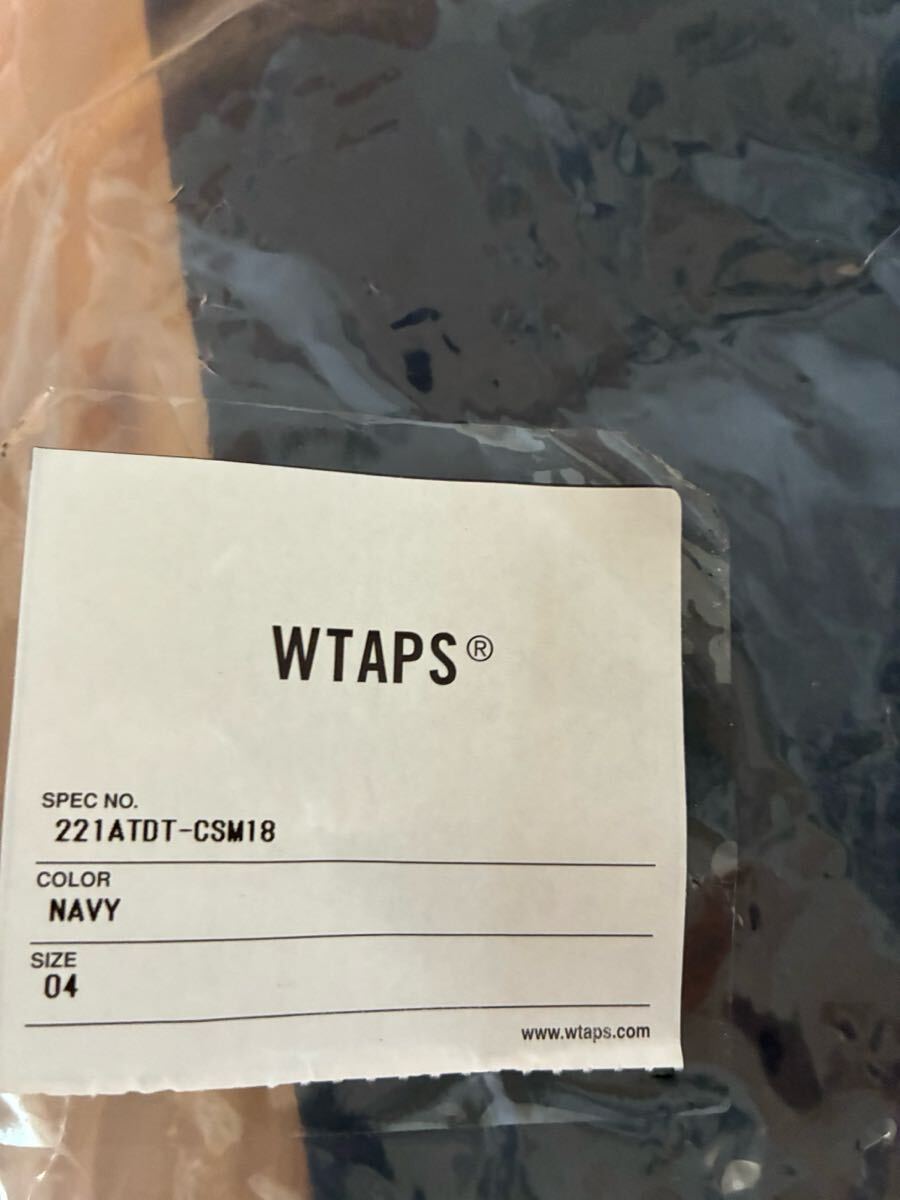 WTAPS®
SPEC NO.
221ATDT-CSM18
COLOR
NAVY
SIZE
04
www.wtaps.com